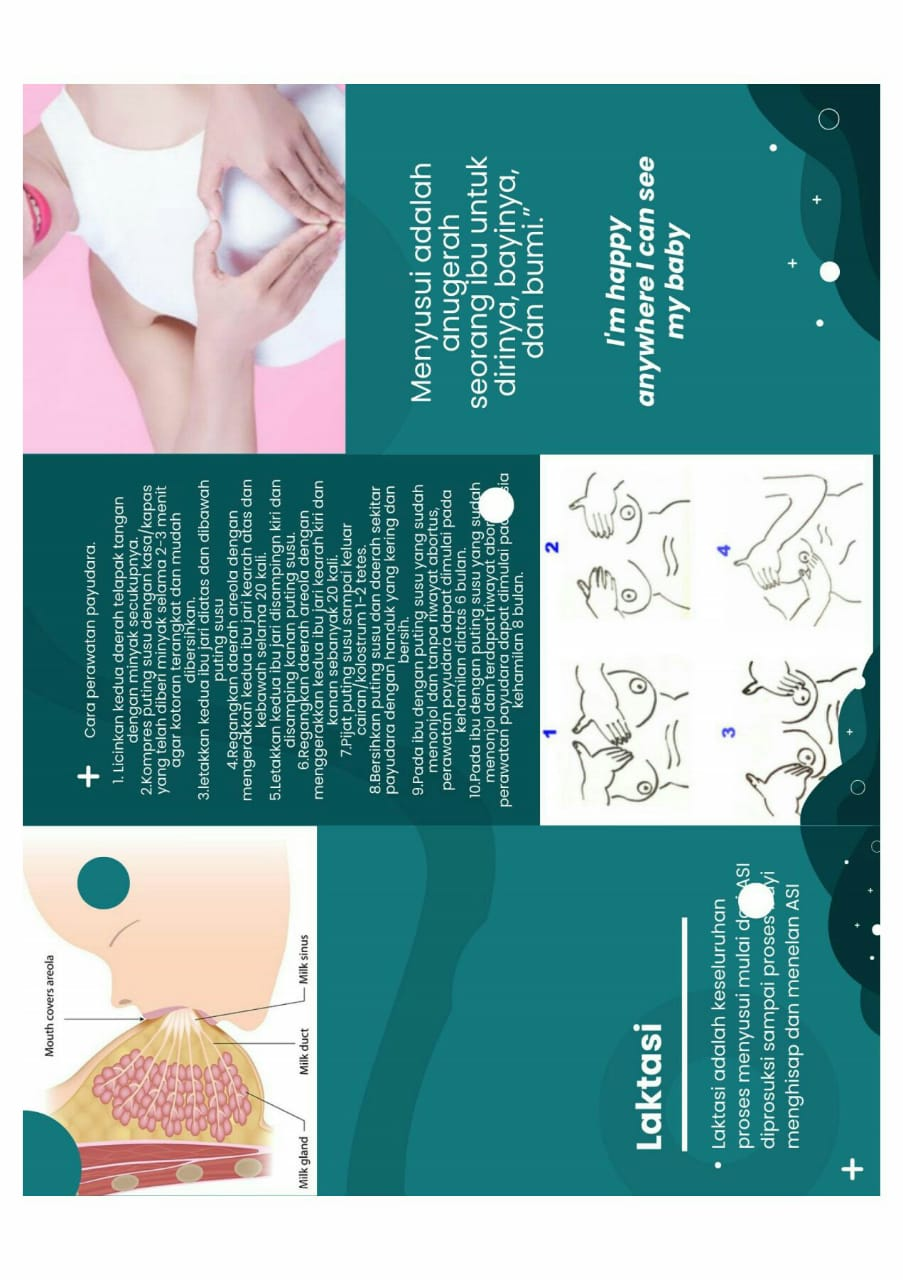 Mouth covers areola
Milk gland
Milk duct
Milk sinus
Laktasi
• Laktasi adalah keseluruhan
proses menyusui mulai ASI
diprosuksi sampai proses
menghisap dan menelan ASI
Cara perawatan payudara.
1. Licinkan kedua daerah telapak tangan
dengan minyak secukupnya.
2.Kompres puting susu dengan kasa/kapas
yang telah diberi minyak selama 2-3 menit
agar kotoran terangkat dan mudah
dibersihkan.
3.letakkan kedua ibu jari diatas dan dibawah
puting susu
4.Regangkan daerah areola dengan
mengerakkan kedua ibu jari kearah atas dan
kebawah selama 20 kali.
5.Letakkan kedua ibu jari disampingn kiri dan
disamping kanan puting susu.
6.Regangkan daerah areola dengan
menggerakkan kedua ibu jari kearah kiri dan
kanan sebanyak 20 kali.
7.Pijat puting susu sampai keluar
cairan/kolostrum 1-2 tetes.
8.Bersihkan puting susu dan daerah sekitar
payudara dengan handuk yang kering dan
bersih.
9.Pada ibu dengan puting susu yang sudah
menonjol dan tanpa riwayat abortus,
perawatan payudara dapat dimulai pada
kehamilan diatas 6 bulan.
10.Pada ibu dengan puting susu yang sudah
menonjol dan terdapat riwayat
perawatan payudara dapat dimulai
kehamilan 8 bulan.
1
2
3
4
Menyusui adalah
anugerah
seorang ibu untuk
dirinya, bayinya,
dan bumi.”
I'm happy
anywhere I can see
my baby